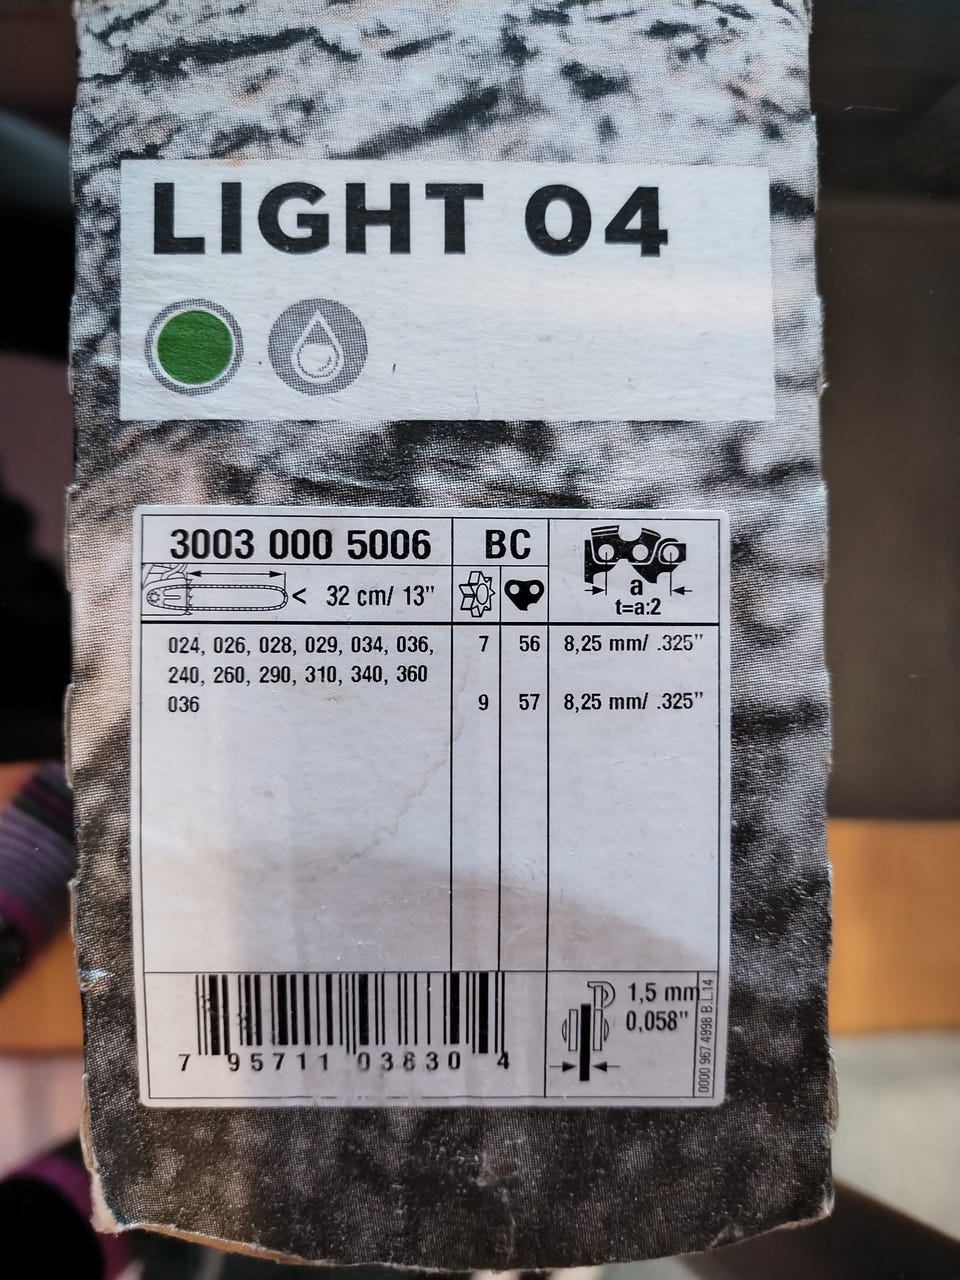 LIGHT 04
3003 000 5006 BC
a
t=a:2
< 32 cm/ 13"
024, 026, 028, 029, 034, 036, 7 56 8,25 mm/ .325"
240, 260, 290, 310, 340, 360
036 9 57 8,25 mm/ .325"
1,5 mm
0,058"
0000 967 4998 B.L.14
7 95711 03830 4